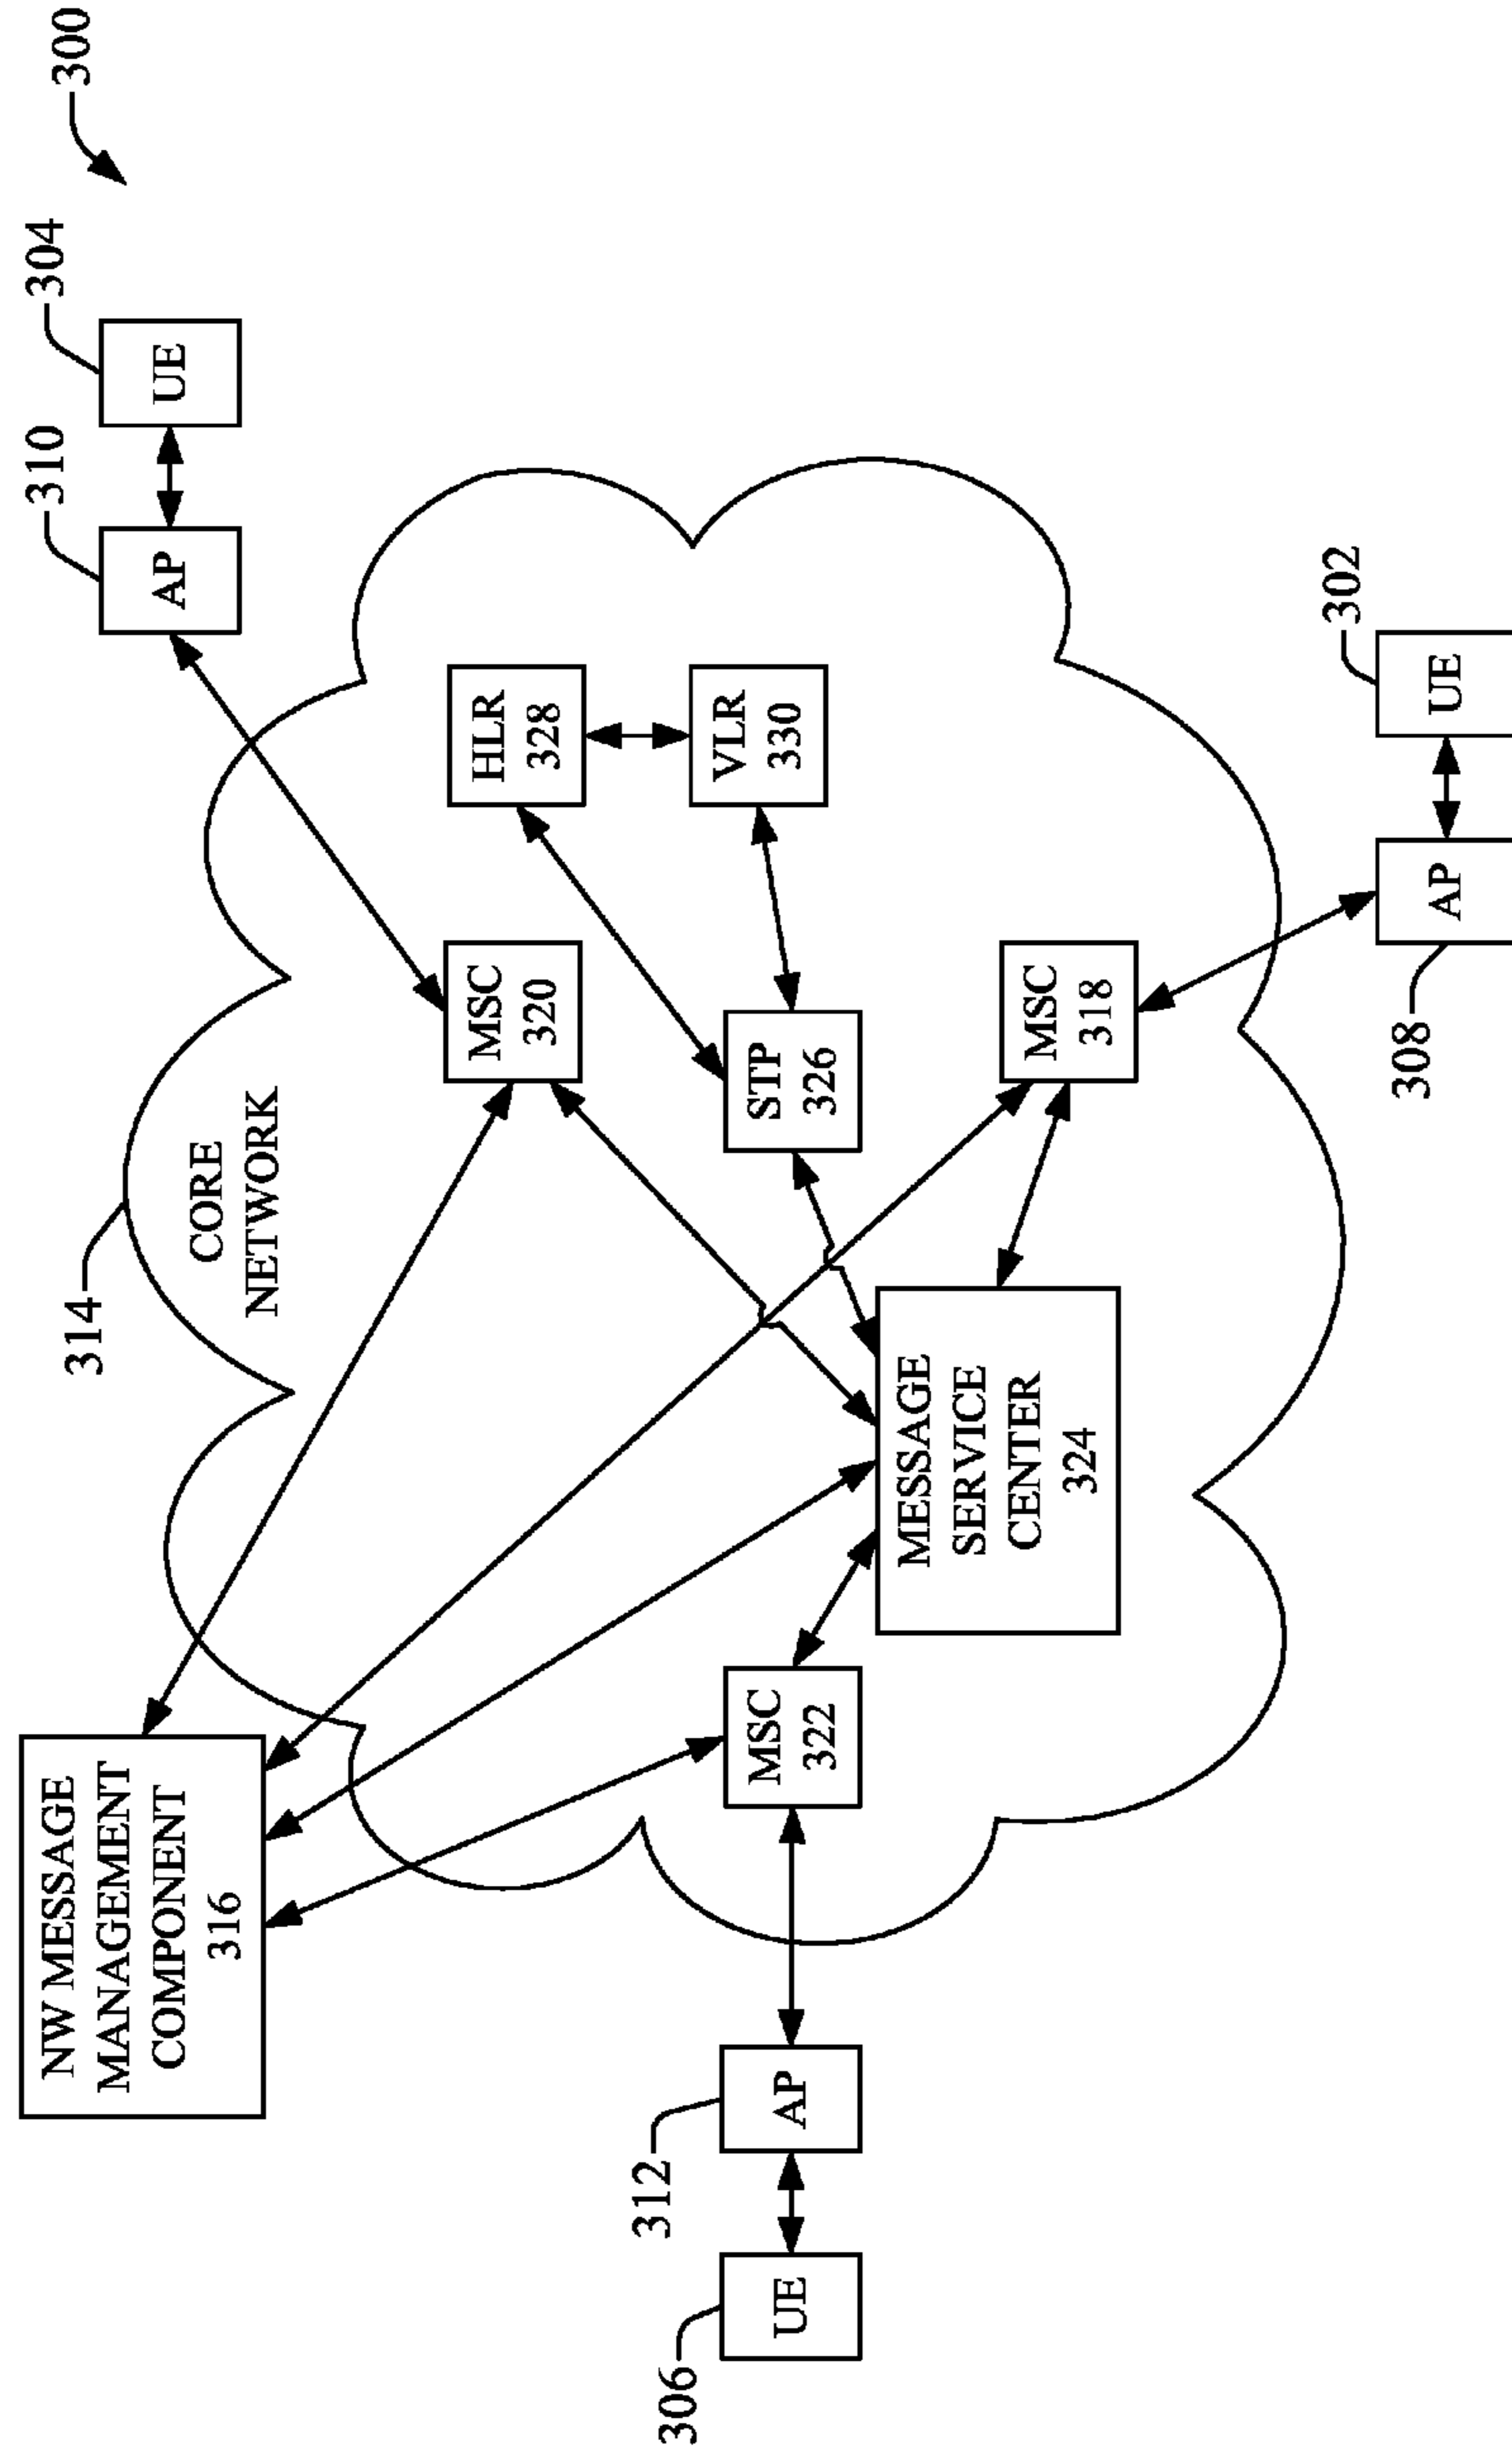 300
304
310
UE
AP
314
CORE
NETWORK
NW MESSAGE
MANAGEMENT
COMPONENT
316
MSC
320
HLR
328
VLR
330
STP
326
306
312
UE
AP
MSC
322
MESSAGE
SERVICE
CENTER
324
MSC
318
308
302
AP
UE